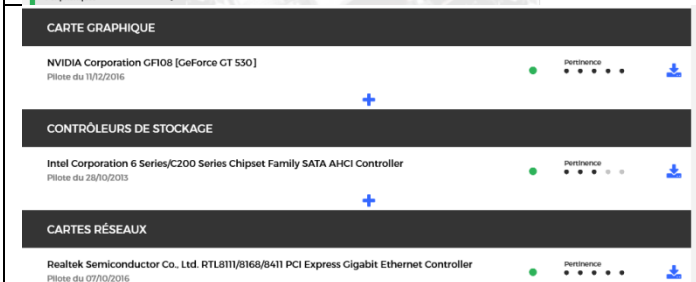 CARTE GRAPHIQUE
NVIDIA Corporation GF108 [GeForce GT 530]
Pilote du 11/12/2016
Pertinence
CONTRÔLEURS DE STOCKAGE
Intel Corporation 6 Series/C200 Series Chipset Family SATA AHCI Controller
Pilote du 28/10/2013
Pertinence
CARTES RÉSEAUX
Realtek Semiconductor Co., Ltd. RTL8111/8168/8411 PCI Express Gigabit Ethernet Controller
Pilote du 07/10/2016
Pertinence